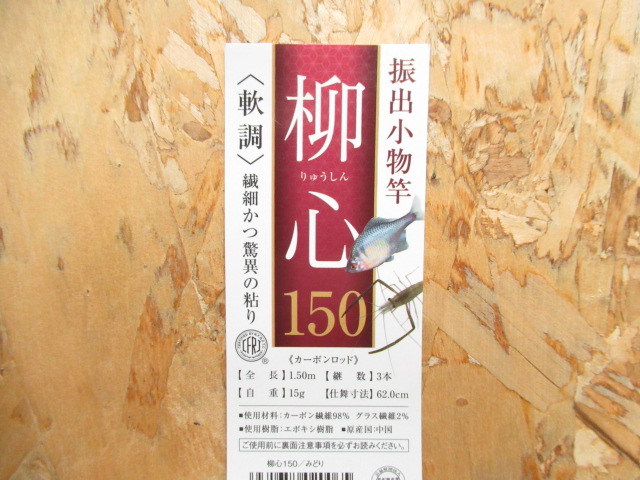 振出小物竿
柳心
りゅうしん
150
〈軟調〉繊細かつ驚異の粘り
CFRP
®
《カーボンロッド》
【全長】1.50m【継数】3本
【自重】15g【仕舞寸法】62.0cm
■使用材料:カーボン繊維98% グラス繊維2%
■使用樹脂:エポキシ樹脂 ■原産国:中国
ご使用前に裏面注意事項を必ずお読みください。
柳心150/みどり